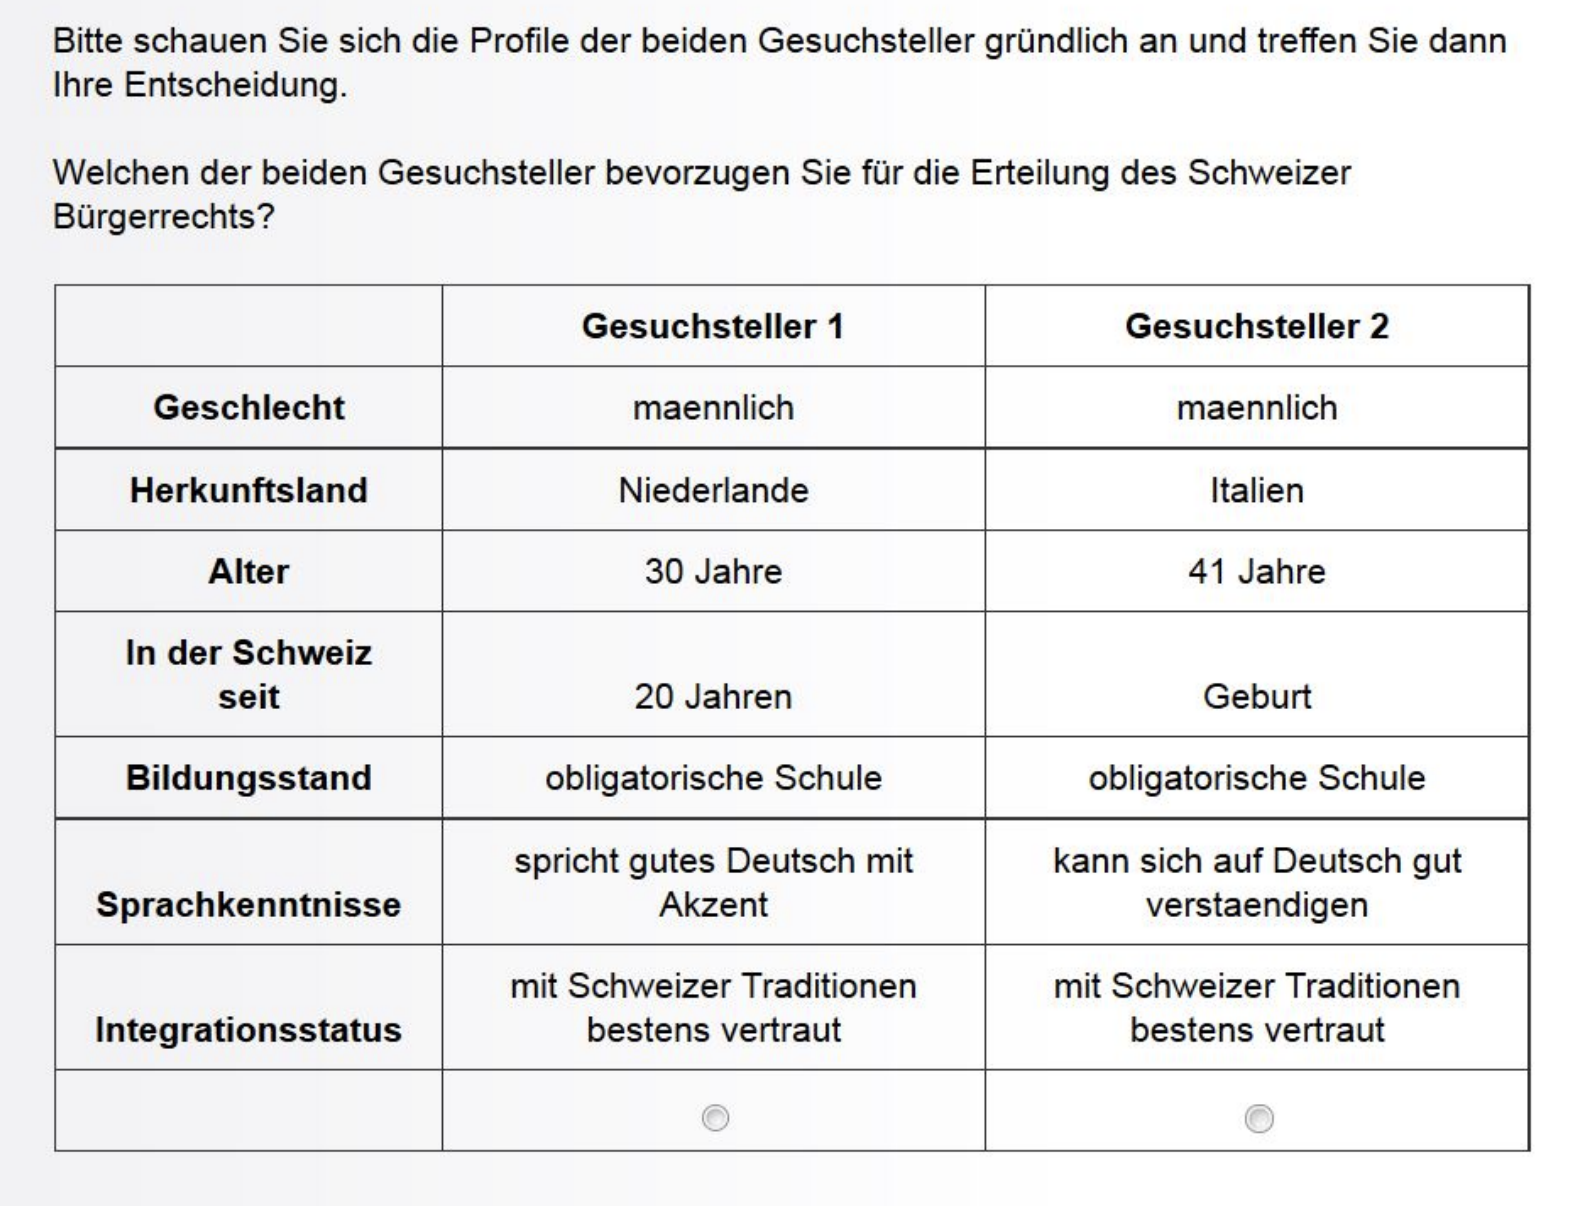 Bitte schauen Sie sich die Profile der beiden Gesuchsteller gründlich an und treffen Sie dann
Ihre Entscheidung.
Welchen der beiden Gesuchsteller bevorzugen Sie für die Erteilung des Schweizer
Bürgerrechts?
Gesuchsteller 1 Gesuchsteller 2
Geschlecht maennlich maennlich
Herkunftsland Niederlande Italien
Alter 30 Jahre 41 Jahre
In der Schweiz
seit 20 Jahren Geburt
Bildungsstand obligatorische Schule obligatorische Schule
spricht gutes Deutsch mit kann sich auf Deutsch gut
Sprachkenntnisse Akzent verstaendigen
mit Schweizer Traditionen mit Schweizer Traditionen
Integrationsstatus bestens vertraut bestens vertraut